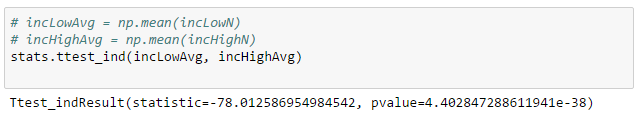 # incLowAvg = np.mean(incLowN)
# incHighAvg = np.mean(incHighN)
stats.ttest_ind(incLowAvg, incHighAvg)
Ttest_indResult(statistic=-78.012586954984542, pvalue=4.402847288611941e-38)